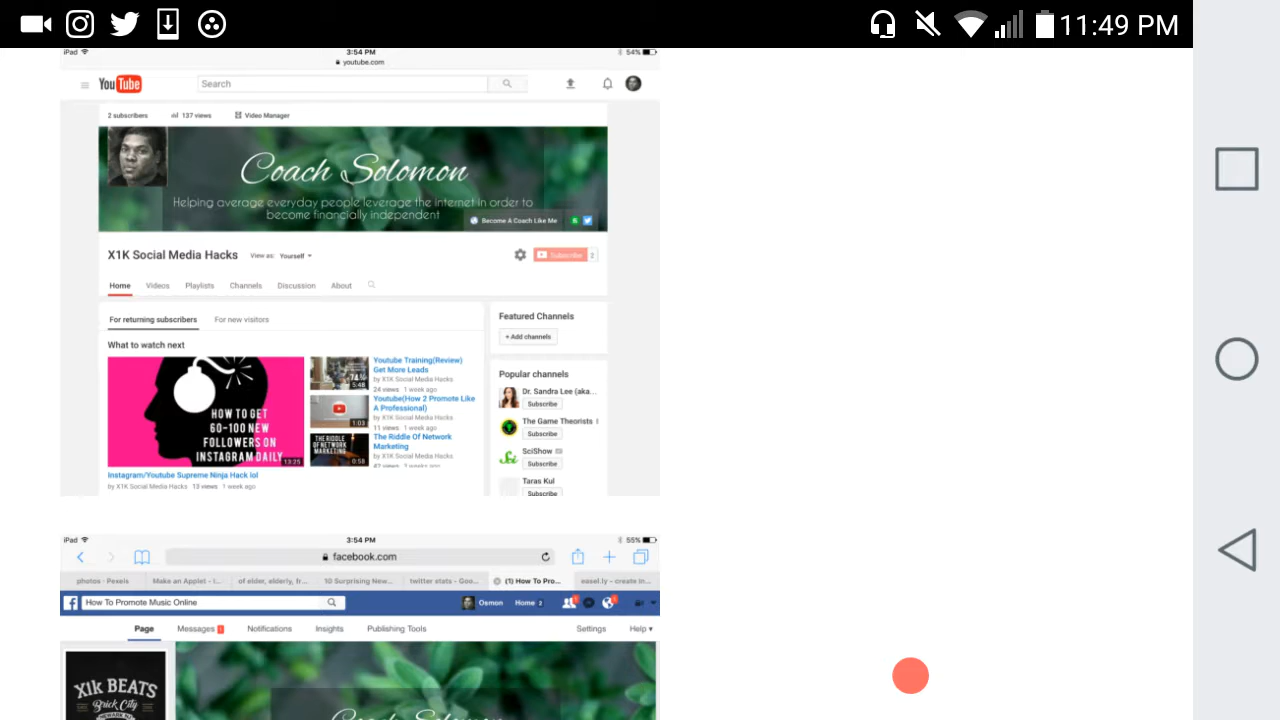 11:49 PM
iPad 3:54 PM 54%
youtube.com
YouTube Search
2 subscribers 137 views Video Manager
Coach Solomon
Helping average everyday people leverage the internet in order to
become financially independent
Become A Coach Like Me
X1K Social Media Hacks View as: Yourself Subscribe 2
Home Videos Playlists Channels Discussion About
For returning subscribers For new visitors
What to watch next
HOW TO GET
60-100 NEW
FOLLOWERS ON
INSTAGRAM DAILY
13:25
Instagram/Youtube Supreme Ninja Hack lol
by X1K Social Media Hacks 13 views 1 week ago
74%
5:48
Youtube Training(Review)
Get More Leads
by X1K Social Media Hacks
24 views 1 week ago
1:03
Youtube(How 2 Promote Like
A Professional)
by X1K Social Media Hacks
11 views 1 week ago
THE RIDDLE
OF NETWORK
MARKETING
0:58
The Riddle Of Network
Marketing
by X1K Social Media Hacks
Featured Channels
+ Add channels
Popular channels
Dr. Sandra Lee (aka...
Subscribe
The Game Theorists
Subscribe
SciShow
Subscribe
Taras Kul
Subscribe
iPad 3:54 PM 55%
facebook.com
photos · Pexels Make an Applet - I... of elder, elderly, fr... 10 Surprising New... twitter stats - Goo... (1) How To Pro... easel.ly - create in...
How To Promote Music Online Osmon Home 2
Page Messages Notifications Insights Publishing Tools Settings Help
X1K BEATS
Brick City
NEWARK NJ
Coach Solomon